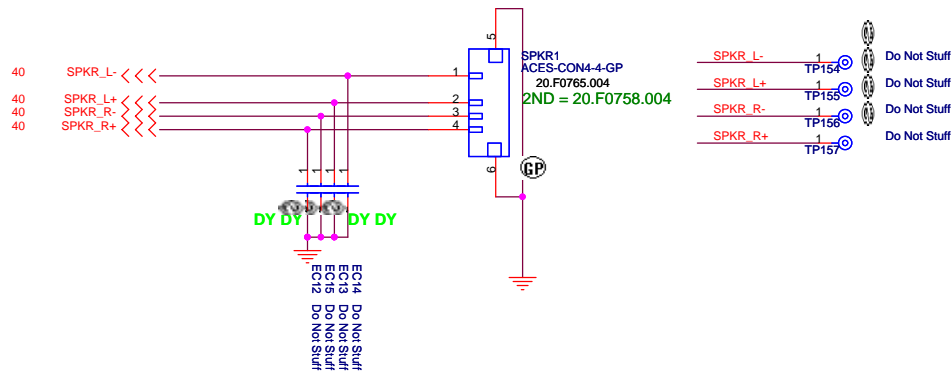 40 SPKR_L-
40 SPKR_L+
40 SPKR_R-
40 SPKR_R+
1
2
3
4
5
6
SPKR1
ACES-CON4-4-GP
20.F0765.004
2ND = 20.F0758.004
GP
1 1 1 1
DY DY DY DY
EC14 Do Not Stuff
EC13 Do Not Stuff
EC15 Do Not Stuff
EC12 Do Not Stuff
SPKR_L- 1 TP154 Do Not Stuff
SPKR_L+ 1 TP155 Do Not Stuff
SPKR_R- 1 TP156 Do Not Stuff
SPKR_R+ 1 TP157 Do Not Stuff